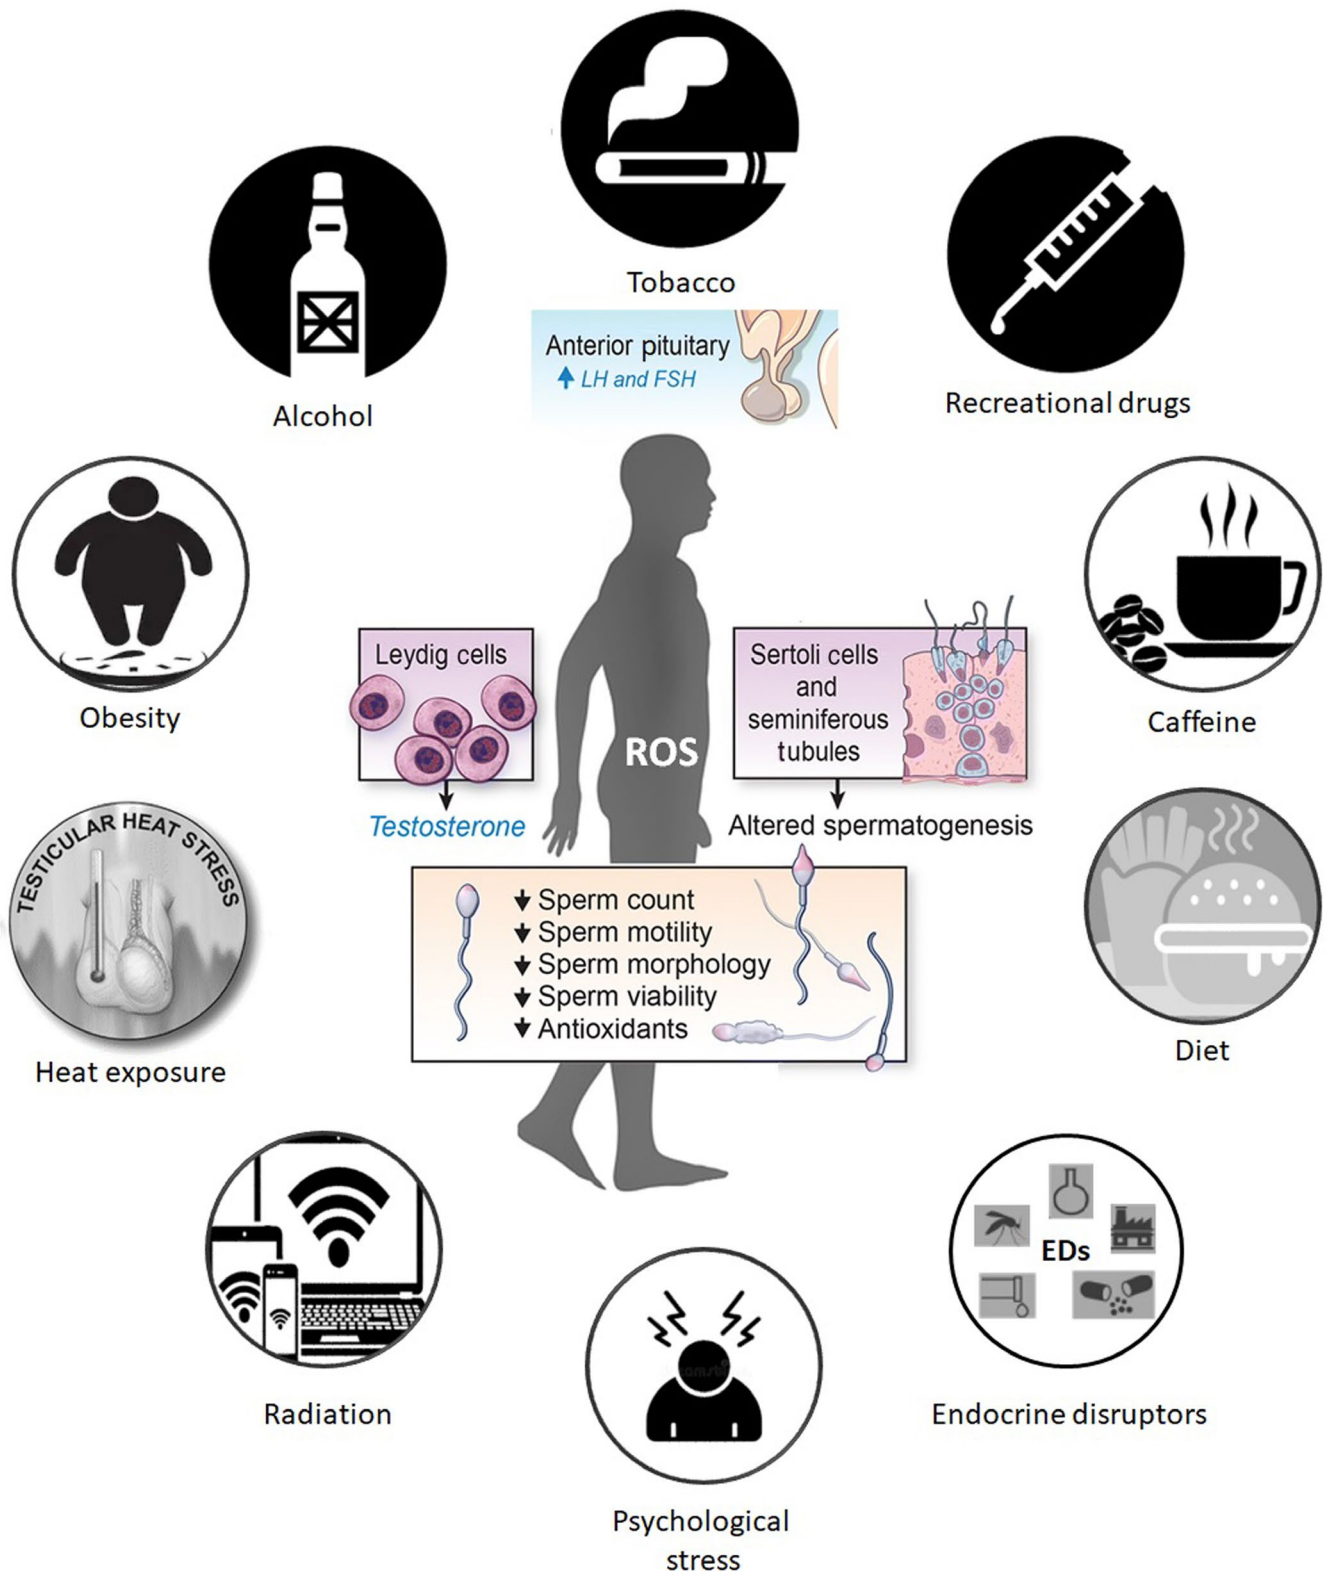 Tobacco
Anterior pituitary
LH and FSH
Alcohol
Recreational drugs
Obesity
Caffeine
Leydig cells
Testosterone
ROS
Sertoli cells
and
seminiferous
tubules
Altered spermatogenesis
TESTICULAR HEAT STRESS
Heat exposure
Sperm count
Sperm motility
Sperm morphology
Sperm viability
Antioxidants
Diet
Radiation
EDs
Endocrine disruptors
Psychological
stress